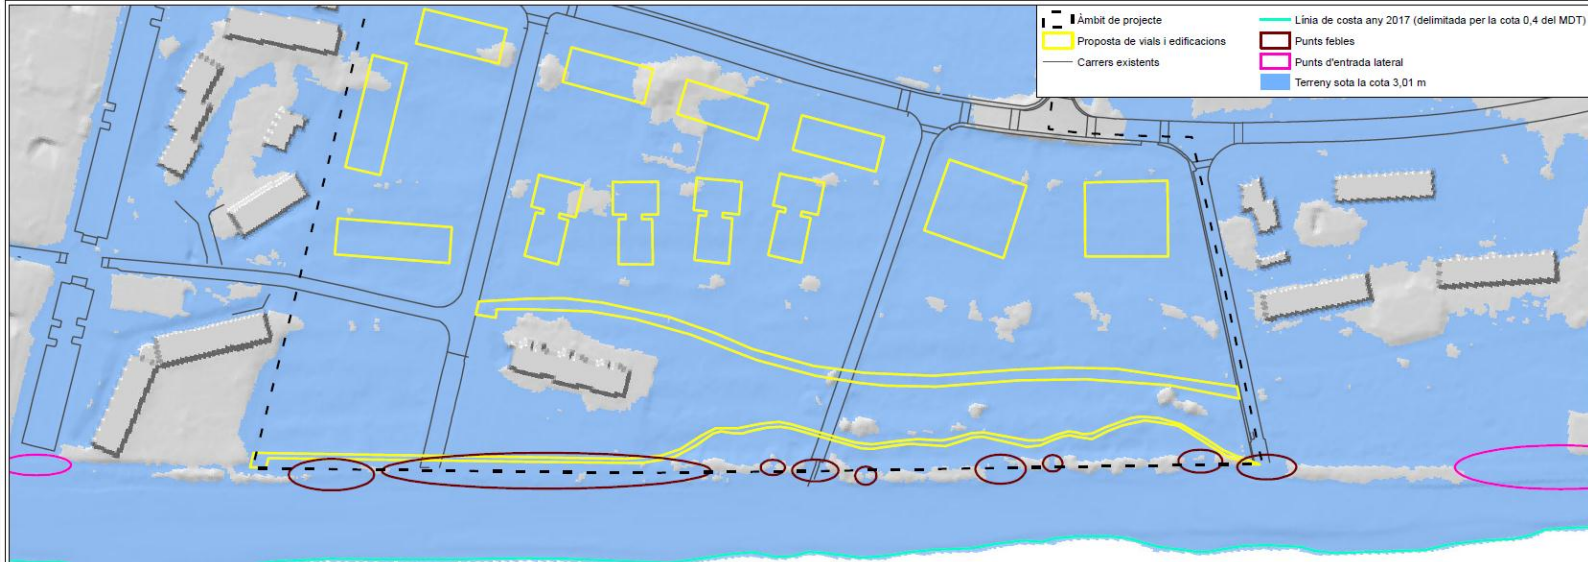 Àmbit de projecte
Proposta de vials i edificacions
Carrers existents
Línia de costa any 2017 (delimitada per la cota 0,4 del MDT)
Punts febles
Punts d'entrada lateral
Terreny sota la cota 3,01 m